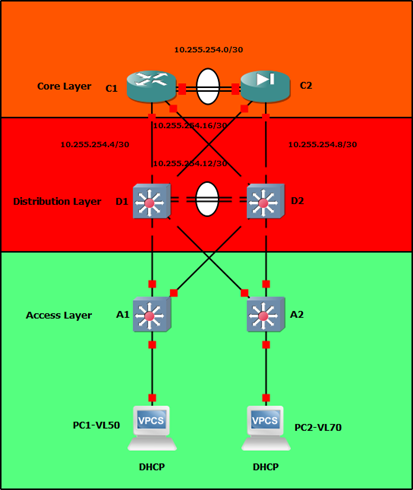 10.255.254.0/30
Core Layer
C1
C2
10.255.254.16/30
10.255.254.4/30
10.255.254.8/30
10.255.254.12/30
Distribution Layer
D1
D2
Access Layer
A1
A2
VPCS
VPCS
PC1-VL50
PC2-VL70
DHCP
DHCP